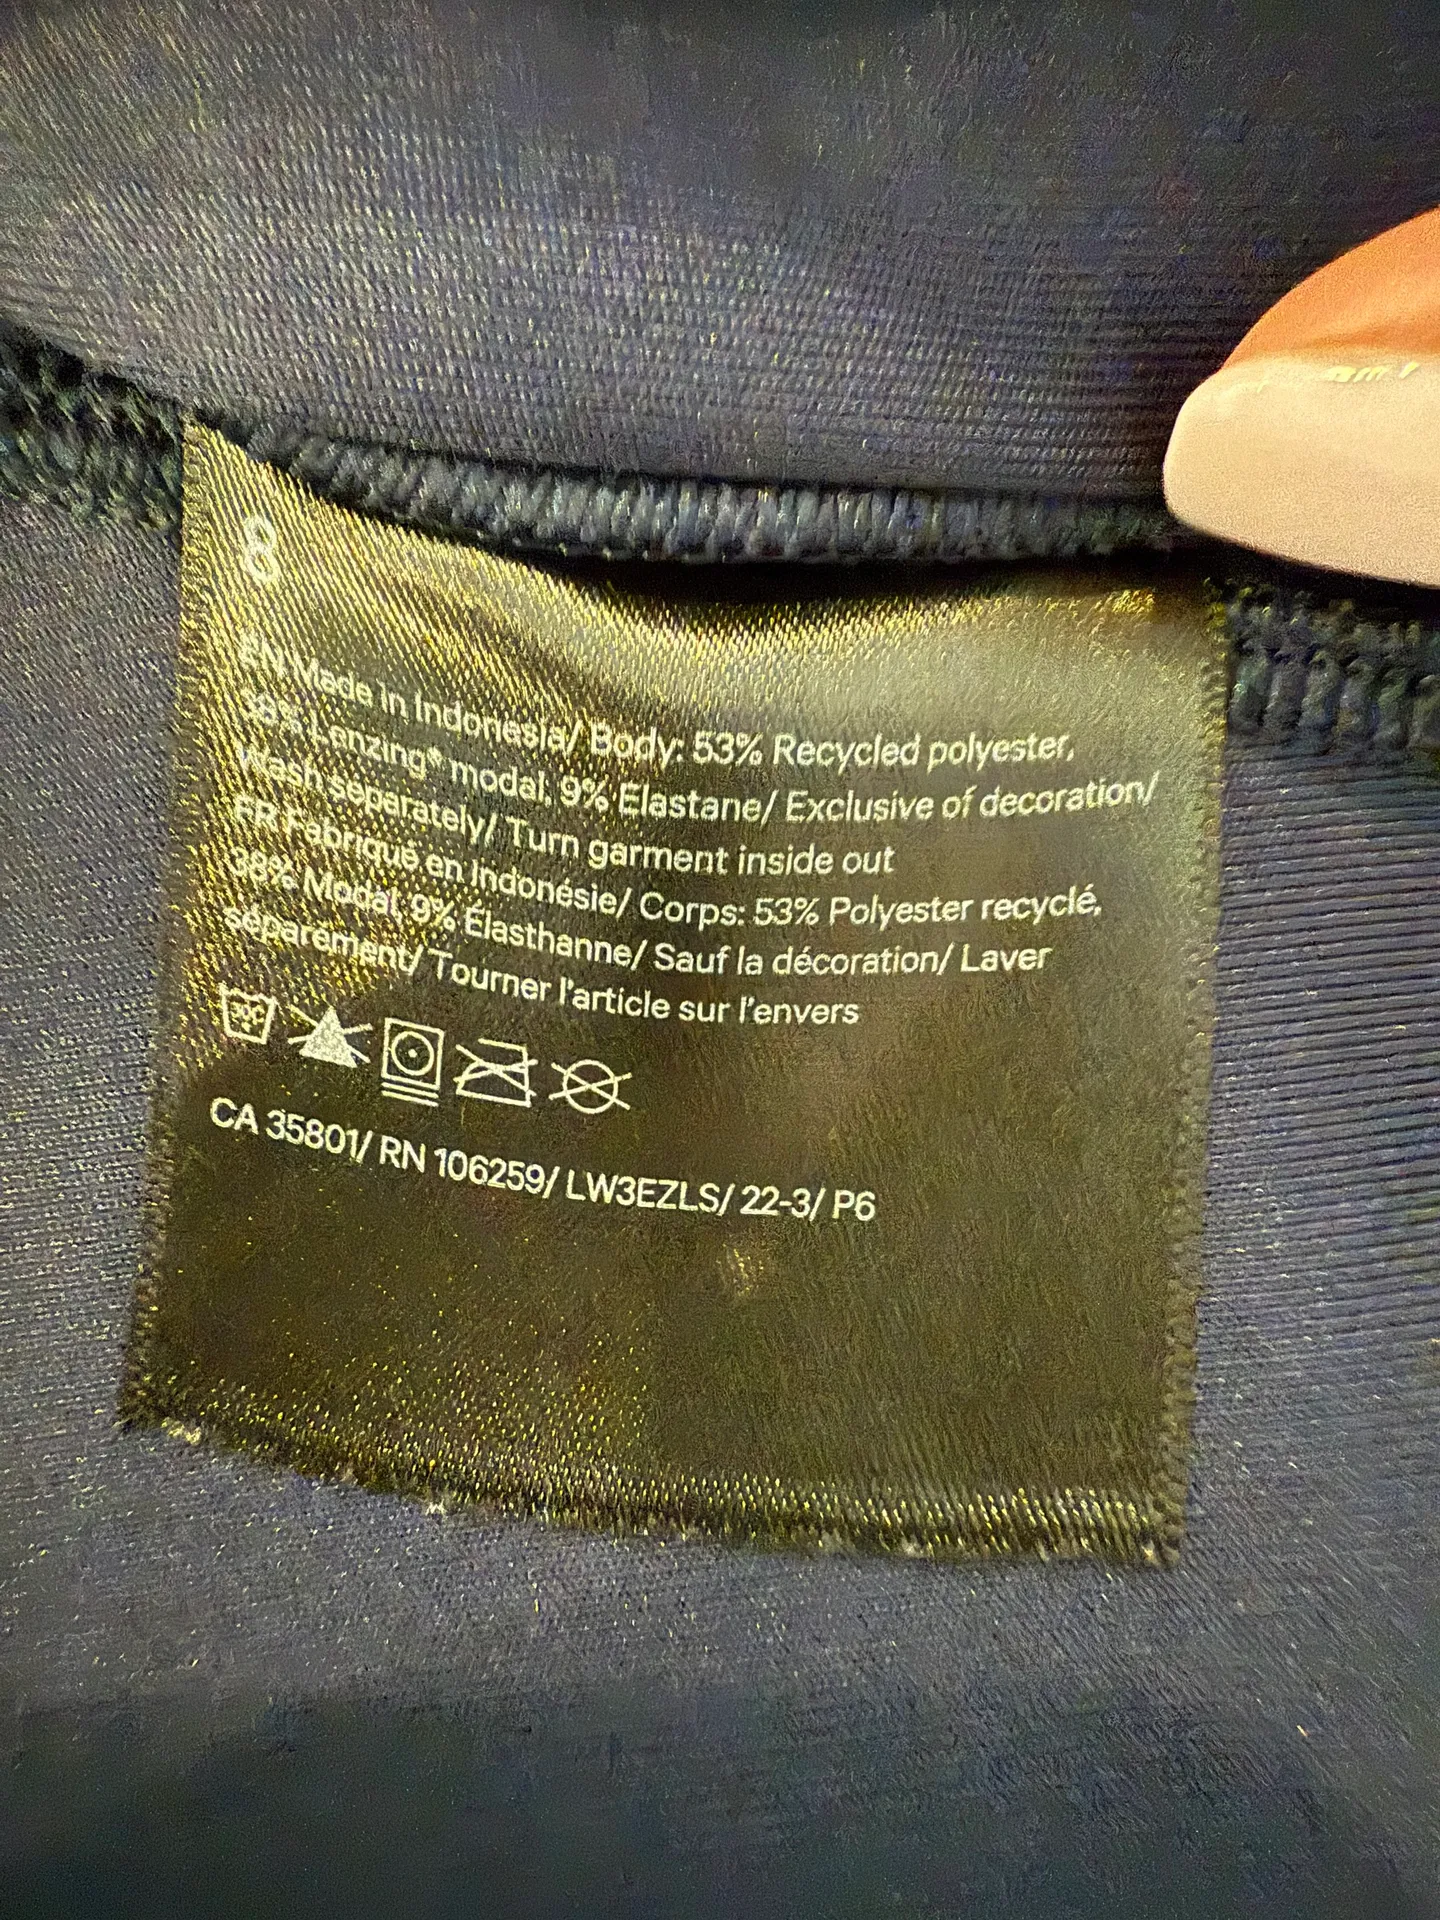 8
EN Made in Indonesia/ Body: 53% Recycled polyester,
38% Lenzing® modal, 9% Elastane/ Exclusive of decoration/
Wash separately/ Turn garment inside out
FR Fabriqué en Indonésie/ Corps: 53% Polyester recyclé,
38% Modal, 9% Élasthanne/ Sauf la décoration/ Laver
séparément/ Tourner l'article sur l'envers
30C
CA 35801/ RN 106259/ LW3EZLS/ 22-3/ P6